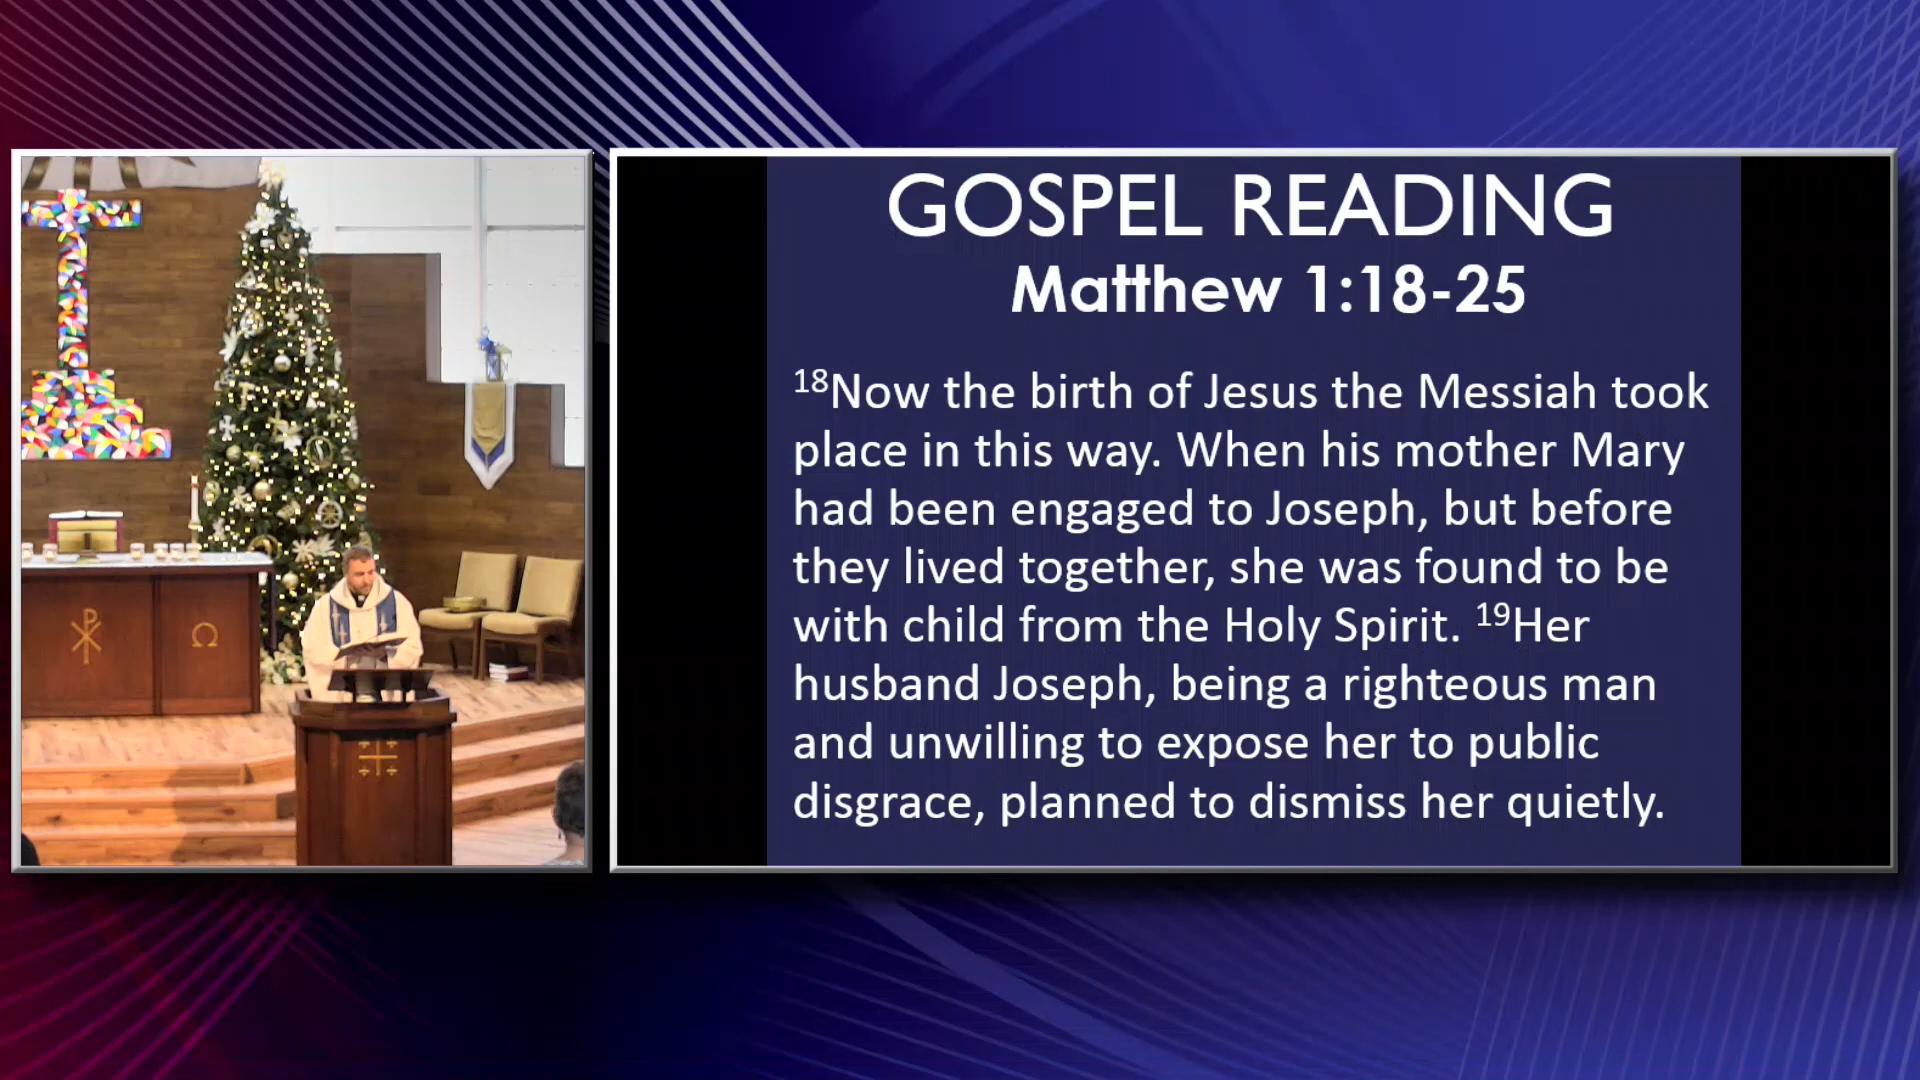 GOSPEL READING
Matthew 1:18-25
¹⁸Now the birth of Jesus the Messiah took
place in this way. When his mother Mary
had been engaged to Joseph, but before
they lived together, she was found to be
with child from the Holy Spirit. ¹⁹Her
husband Joseph, being a righteous man
and unwilling to expose her to public
disgrace, planned to dismiss her quietly.
Ω